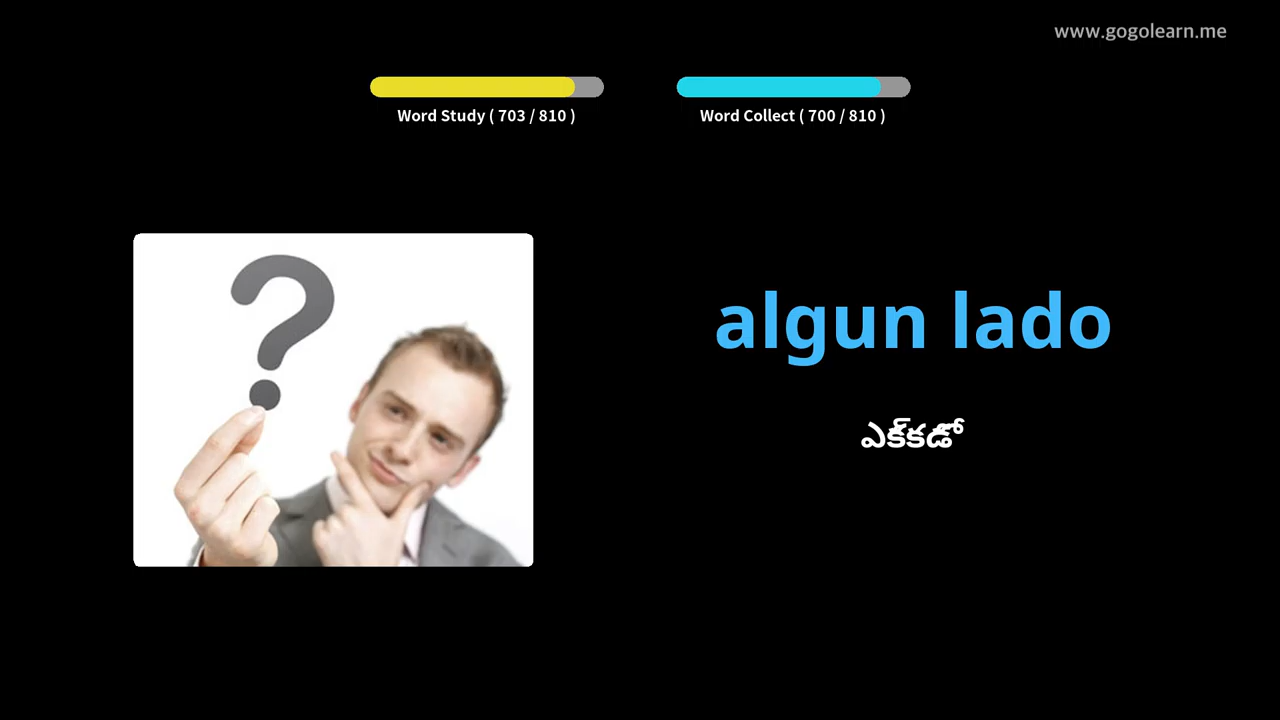 www.gogolearn.me
Word Study ( 703 / 810 )
Word Collect ( 700 / 810 )
algun lado
ఎక్కడో